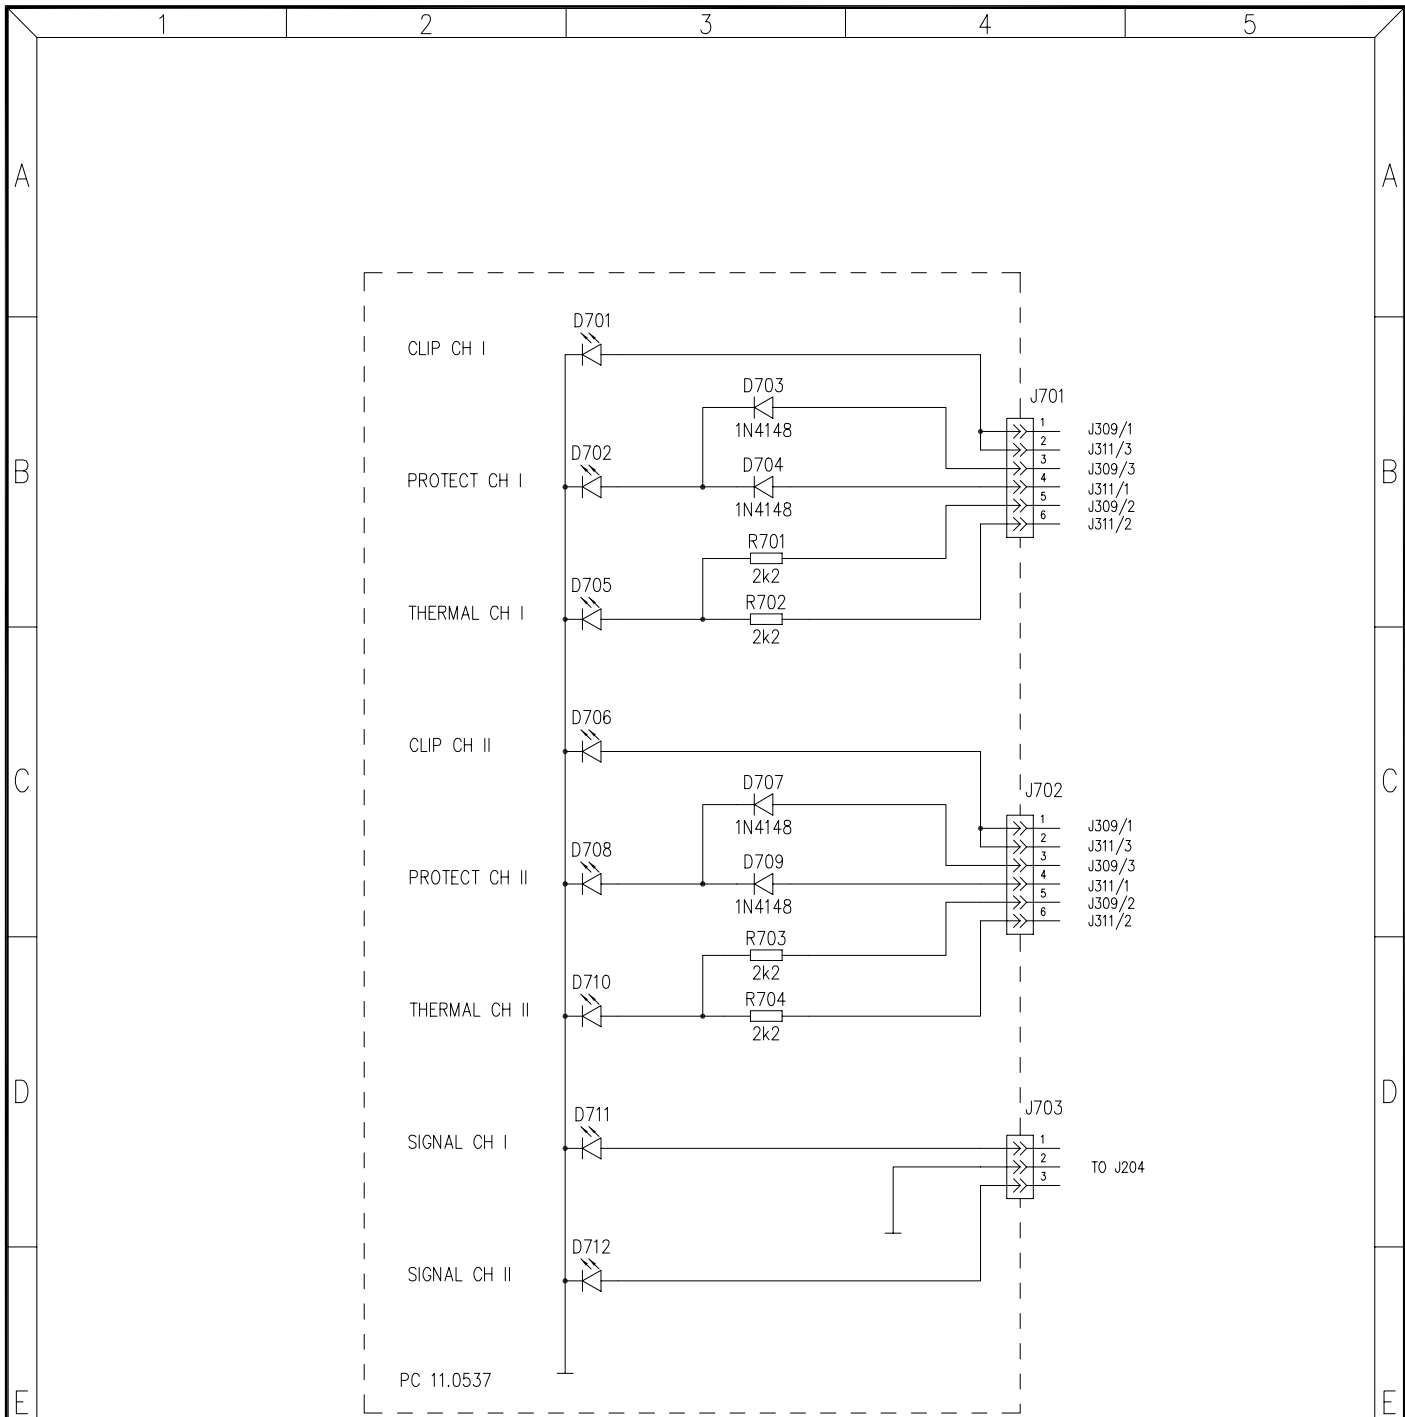 1 2 3 4 5
A A
D701
CLIP CH I
D703
J701
1N4148
1 J309/1
2 J311/3
3 J309/3
4 J311/1
5 J309/2
6 J311/2
B B
D702
PROTECT CH I
D704
1N4148
R701
2k2
D705
THERMAL CH I
R702
2k2
D706
CLIP CH II
C C
D707
J702
1N4148
1 J309/1
2 J311/3
3 J309/3
4 J311/1
5 J309/2
6 J311/2
D708
PROTECT CH II
D709
1N4148
R703
2k2
D710
THERMAL CH II
R704
2k2
D D
D711
J703
SIGNAL CH I
1
2 TO J204
3
D712
SIGNAL CH II
PC 11.0537
E E